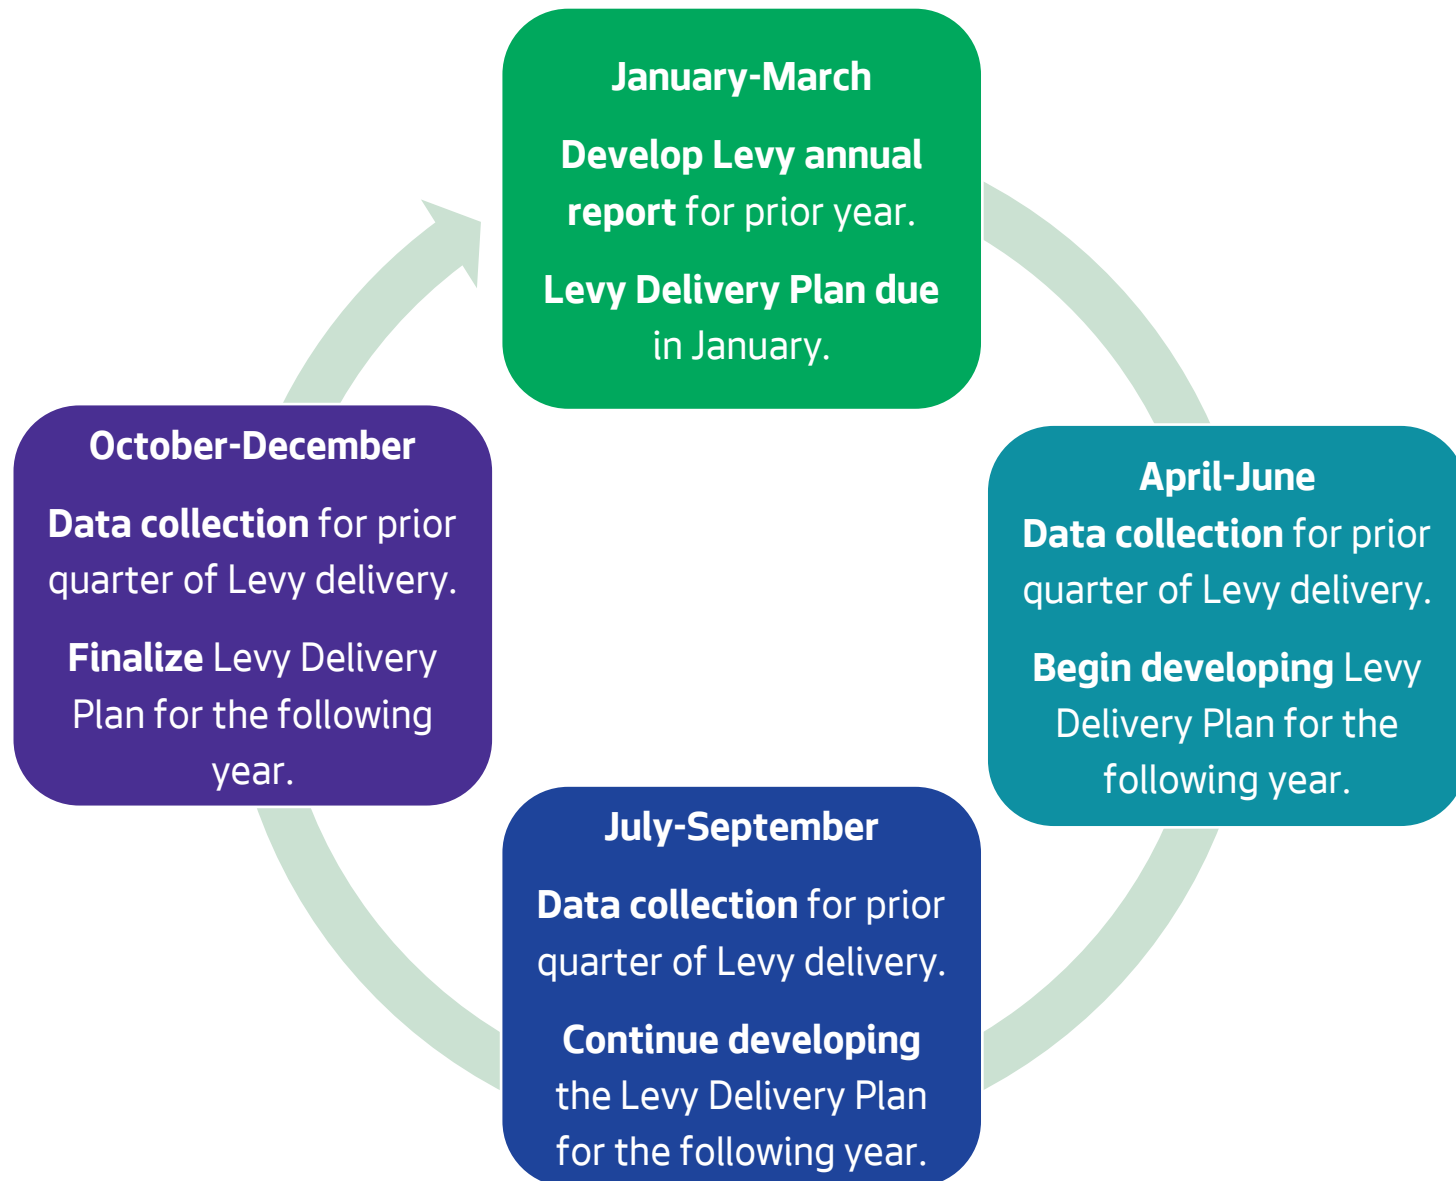 January-March
Develop Levy annual
report for prior year.
Levy Delivery Plan due
in January.
April-June
Data collection for prior
quarter of Levy delivery.
Begin developing Levy
Delivery Plan for the
following year.
July-September
Data collection for prior
quarter of Levy delivery.
Continue developing
the Levy Delivery Plan
for the following year.
October-December
Data collection for prior
quarter of Levy delivery.
Finalize Levy Delivery
Plan for the following
year.